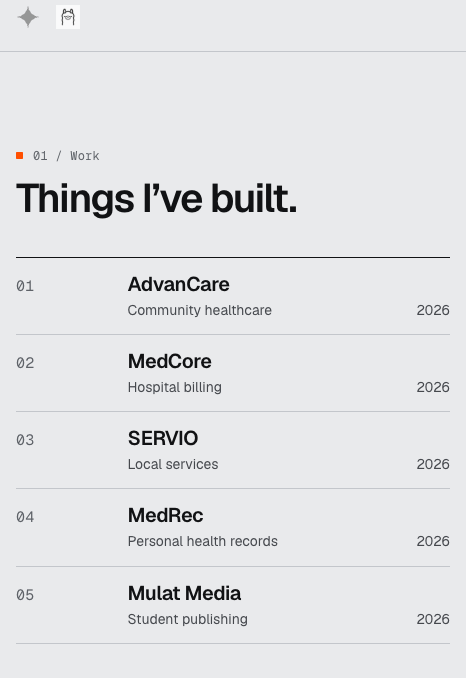 01 / Work
Things I’ve built.
01
AdvanCare
Community healthcare
2026
02
MedCore
Hospital billing
2026
03
SERVIO
Local services
2026
04
MedRec
Personal health records
2026
05
Mulat Media
Student publishing
2026